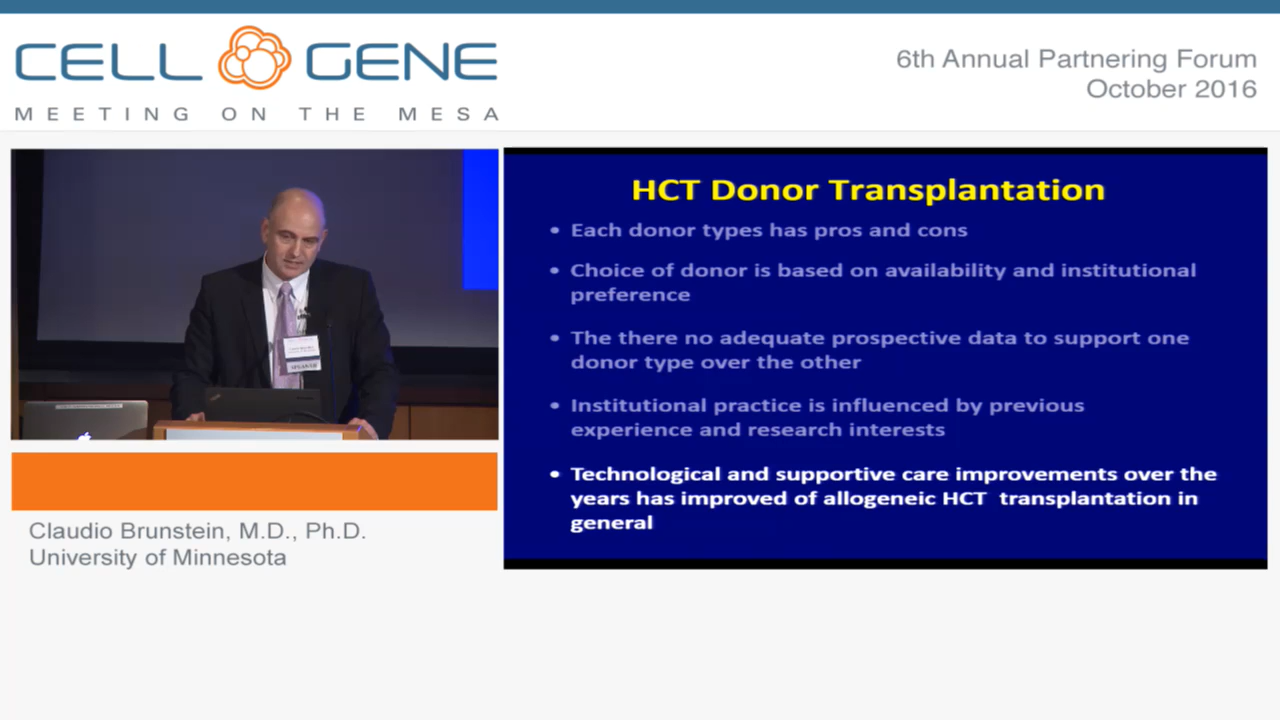 CELL GENE
MEETING ON THE MESA
6th Annual Partnering Forum
October 2016
HCT Donor Transplantation
• Each donor types has pros and cons
• Choice of donor is based on availability and institutional
preference
• The there no adequate prospective data to support one
donor type over the other
• Institutional practice is influenced by previous
experience and research interests
• Technological and supportive care improvements over the
years has improved of allogeneic HCT transplantation in
general
SPEAKER
Claudio Brunstein, M.D., Ph.D.
University of Minnesota